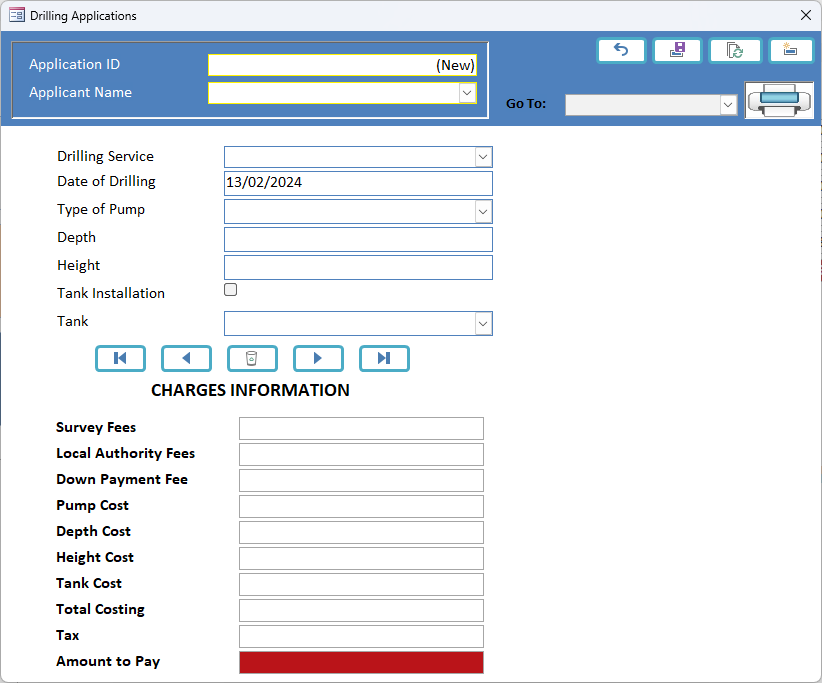 Drilling Applications
Application ID (New)
Applicant Name
Go To:
Drilling Service
Date of Drilling 13/02/2024
Type of Pump
Depth
Height
Tank Installation
Tank
CHARGES INFORMATION
Survey Fees
Local Authority Fees
Down Payment Fee
Pump Cost
Depth Cost
Height Cost
Tank Cost
Total Costing
Tax
Amount to Pay